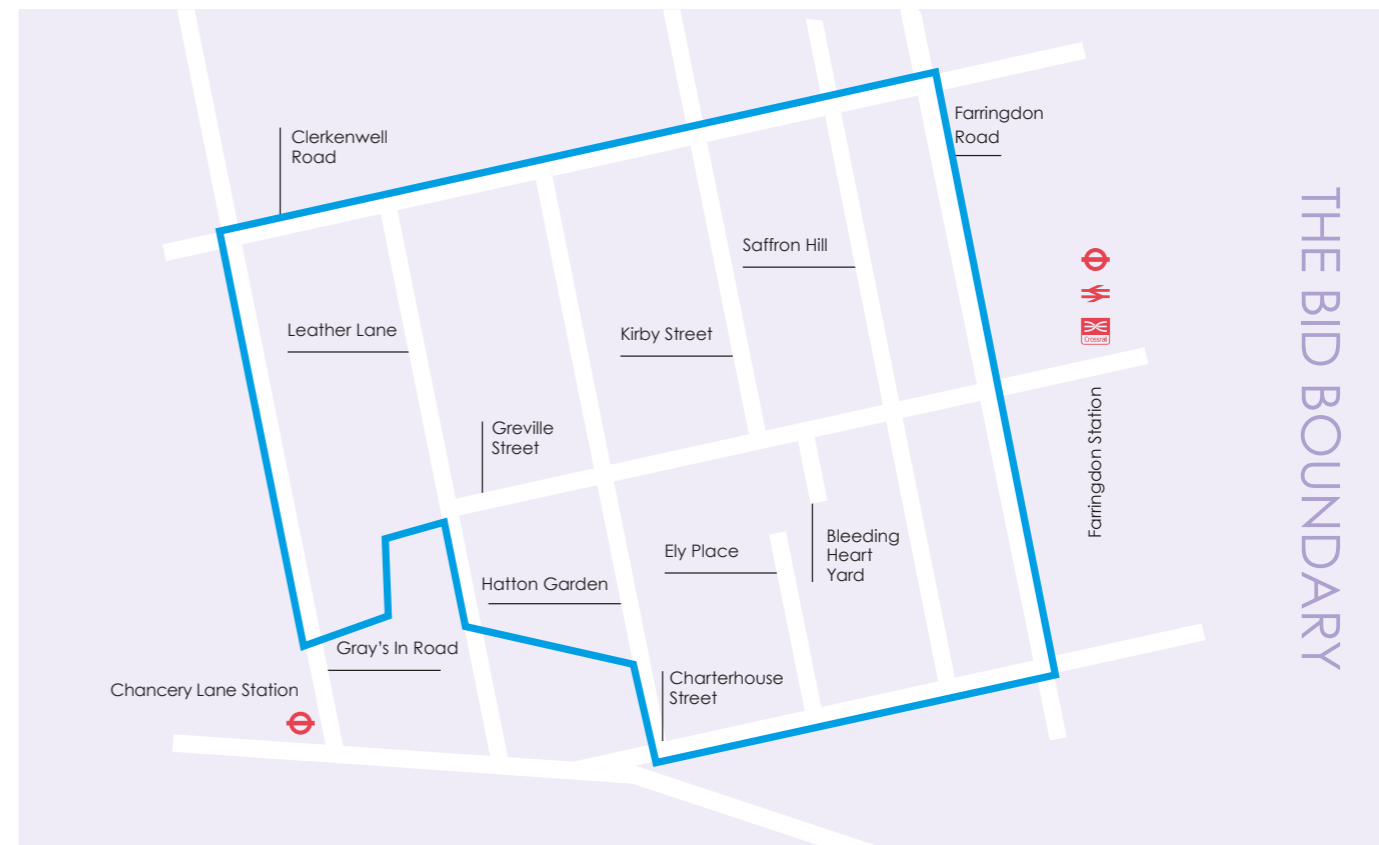 Clerkenwell
Road
Farringdon
Road
Saffron Hill
Leather Lane
Kirby Street
Crossrail
Greville
Street
Farringdon Station
Bleeding
Heart
Yard
Ely Place
Hatton Garden
Gray's In Road
Charterhouse
Street
Chancery Lane Station
THE BID BOUNDARY